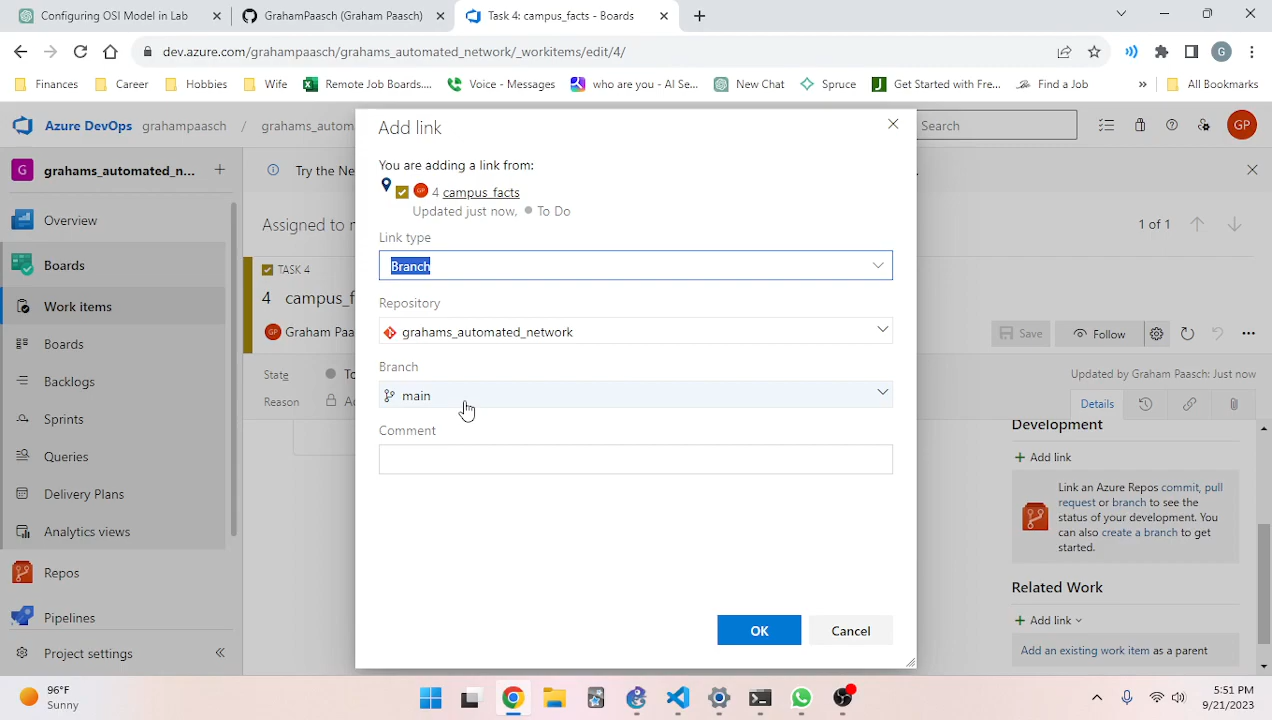 Configuring OSI Model in Lab
GrahamPaasch (Graham Paasch)
Task 4: campus_facts - Boards
dev.azure.com/grahampaasch/grahams_automated_network/_workitems/edit/4/
G
Finances
Career
Hobbies
Wife
Remote Job Boards....
Voice - Messages
who are you - AI Se...
New Chat
Spruce
Get Started with Fre...
Find a Job
»
All Bookmarks
Azure DevOps
grahampaasch
/
grahams_autom
Search
GP
G
grahams_automated_n...
Overview
Boards
Work items
Boards
Backlogs
Sprints
Queries
Delivery Plans
Analytics views
Repos
Pipelines
Project settings
Try the Ne
Assigned to
1 of 1
TASK 4
4 campus_f
GP Graham Paa
Save
Follow
State
To
Reason
Updated by Graham Paasch: Just now
Details
Development
+ Add link
Link an Azure Repos commit, pull
request or branch to see the
status of your development. You
can also create a branch to get
started.
Related Work
+ Add link
Add an existing work item as a parent
Add link
You are adding a link from:
GP 4 campus_facts
Updated just now, To Do
Link type
Branch
Repository
grahams_automated_network
Branch
main
Comment
OK
Cancel
96°F
Sunny
5:51 PM
9/21/2023